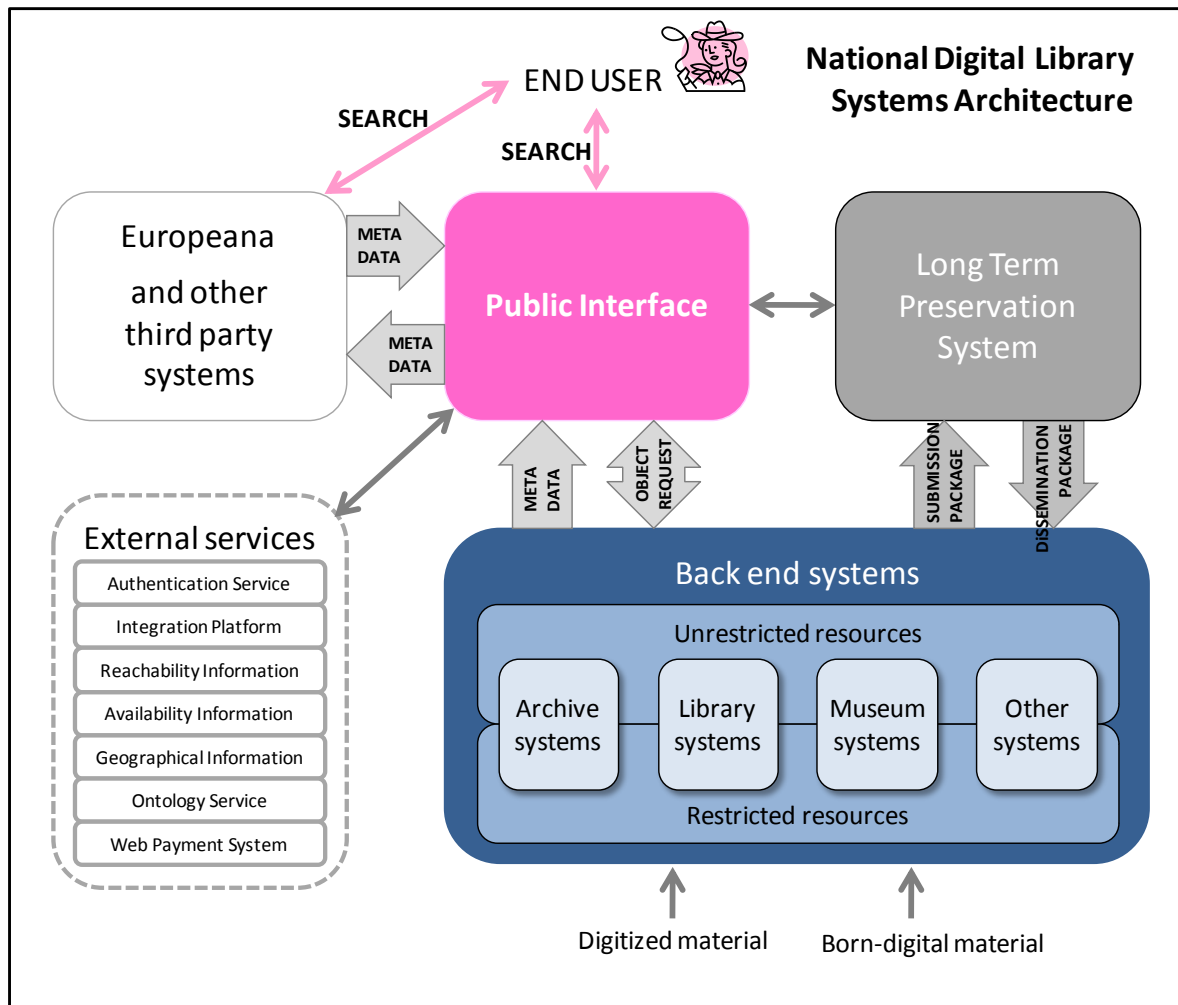 National Digital Library
Systems Architecture
END USER
SEARCH
SEARCH
Europeana
and other
third party
systems
META
DATA
META
DATA
Public Interface
Long Term
Preservation
System
META
DATA
OBJECT
REQUEST
SUBMISSION
PACKAGE
DiSSEMINATION
PACKAGE
External services
Authentication Service
Integration Platform
Reachability Information
Availability Information
Geographical Information
Ontology Service
Web Payment System
Back end systems
Unrestricted resources
Archive
systems
Library
systems
Museum
systems
Other
systems
Restricted resources
Digitized material
Born-digital material